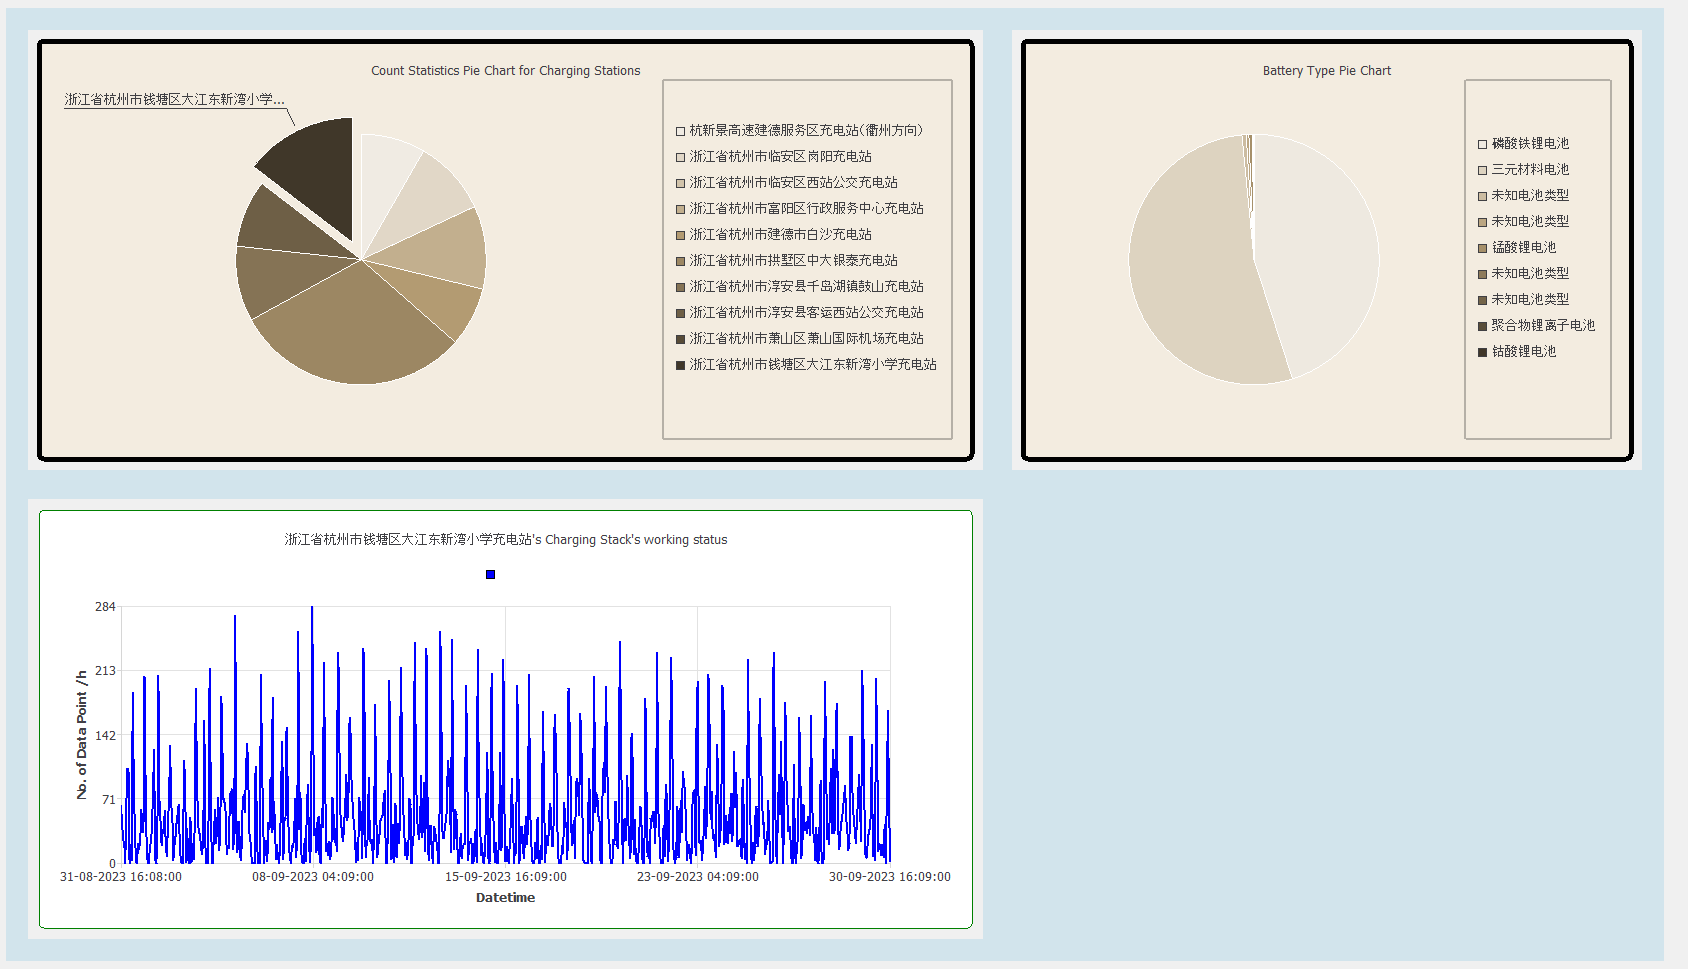 Count Statistics Pie Chart for Charging Stations
浙江省杭州市钱塘区大江东新湾小学...
杭新景高速建德服务区充电站(衢州方向)
浙江省杭州市临安区岗阳充电站
浙江省杭州市临安区西站公交充电站
浙江省杭州市富阳区行政服务中心充电站
浙江省杭州市建德市白沙充电站
浙江省杭州市拱墅区中大银泰充电站
浙江省杭州市淳安县千岛湖镇鼓山充电站
浙江省杭州市淳安县客运西站公交充电站
浙江省杭州市萧山区萧山国际机场充电站
浙江省杭州市钱塘区大江东新湾小学充电站
Battery Type Pie Chart
磷酸铁锂电池
三元材料电池
未知电池类型
未知电池类型
锰酸锂电池
未知电池类型
未知电池类型
聚合物锂离子电池
钴酸锂电池
浙江省杭州市钱塘区大江东新湾小学充电站's Charging Stack's working status
284
213
142
71
0
No. of Data Point /h
31-08-2023 16:08:00
08-09-2023 04:09:00
15-09-2023 16:09:00
23-09-2023 04:09:00
30-09-2023 16:09:00
Datetime